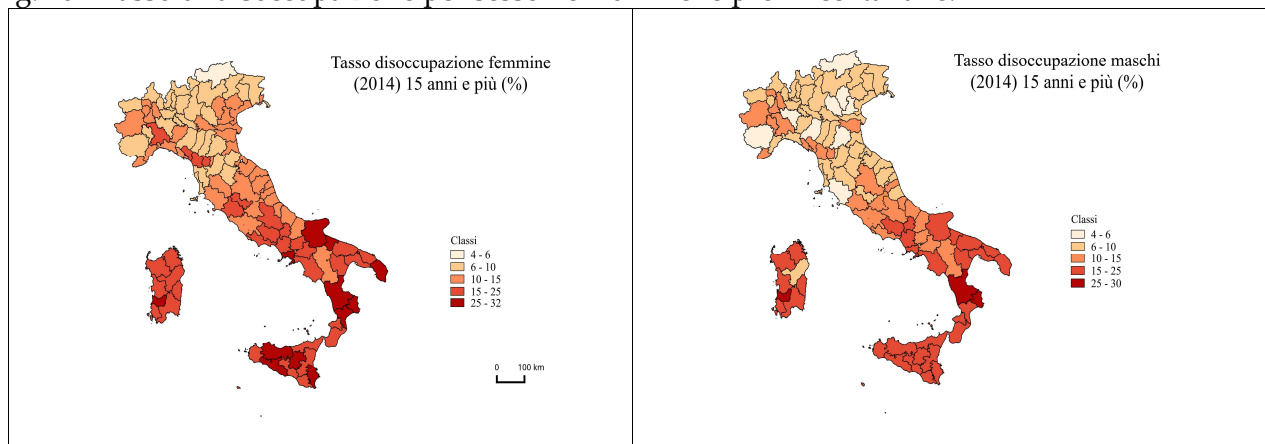 Tasso disoccupazione femmine
(2014) 15 anni e più (%)
Classi
4 - 6
6 - 10
10 - 15
15 - 25
25 - 32
0 100 km
Tasso disoccupazione maschi
(2014) 15 anni e più (%)
Classi
4 - 6
6 - 10
10 - 15
15 - 25
25 - 30